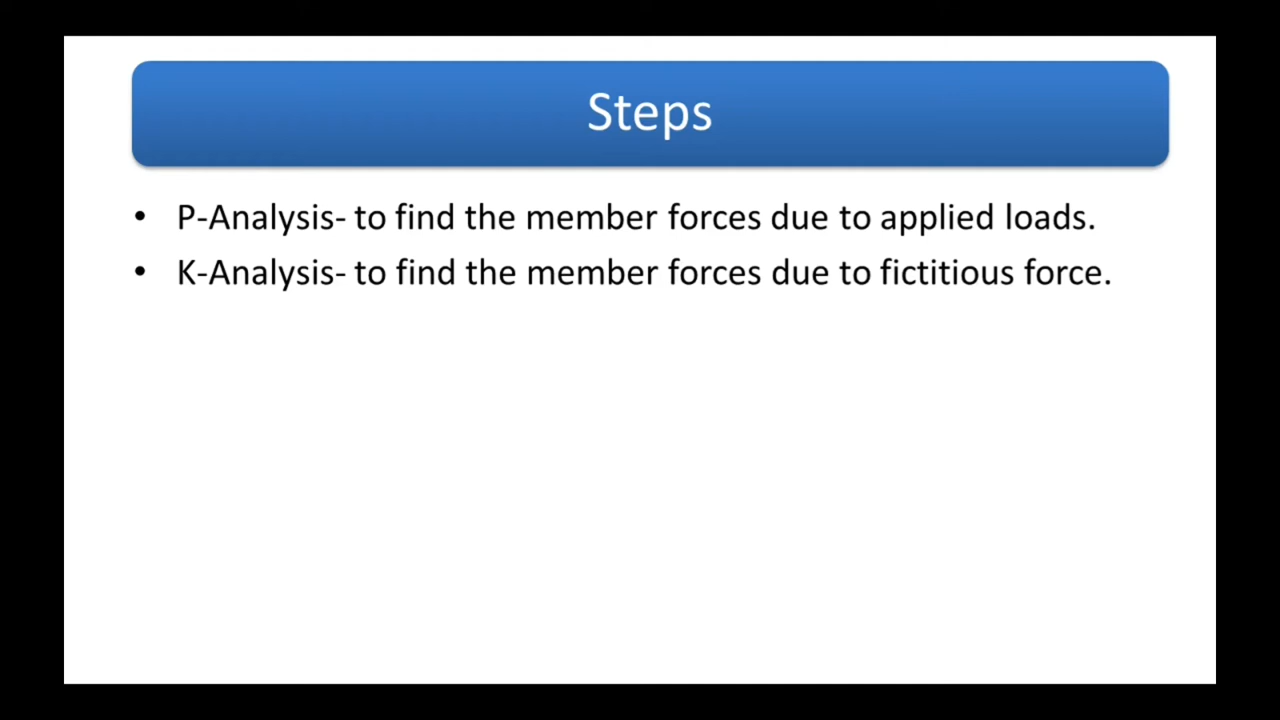 Steps
• P-Analysis- to find the member forces due to applied loads.
• K-Analysis- to find the member forces due to fictitious force.